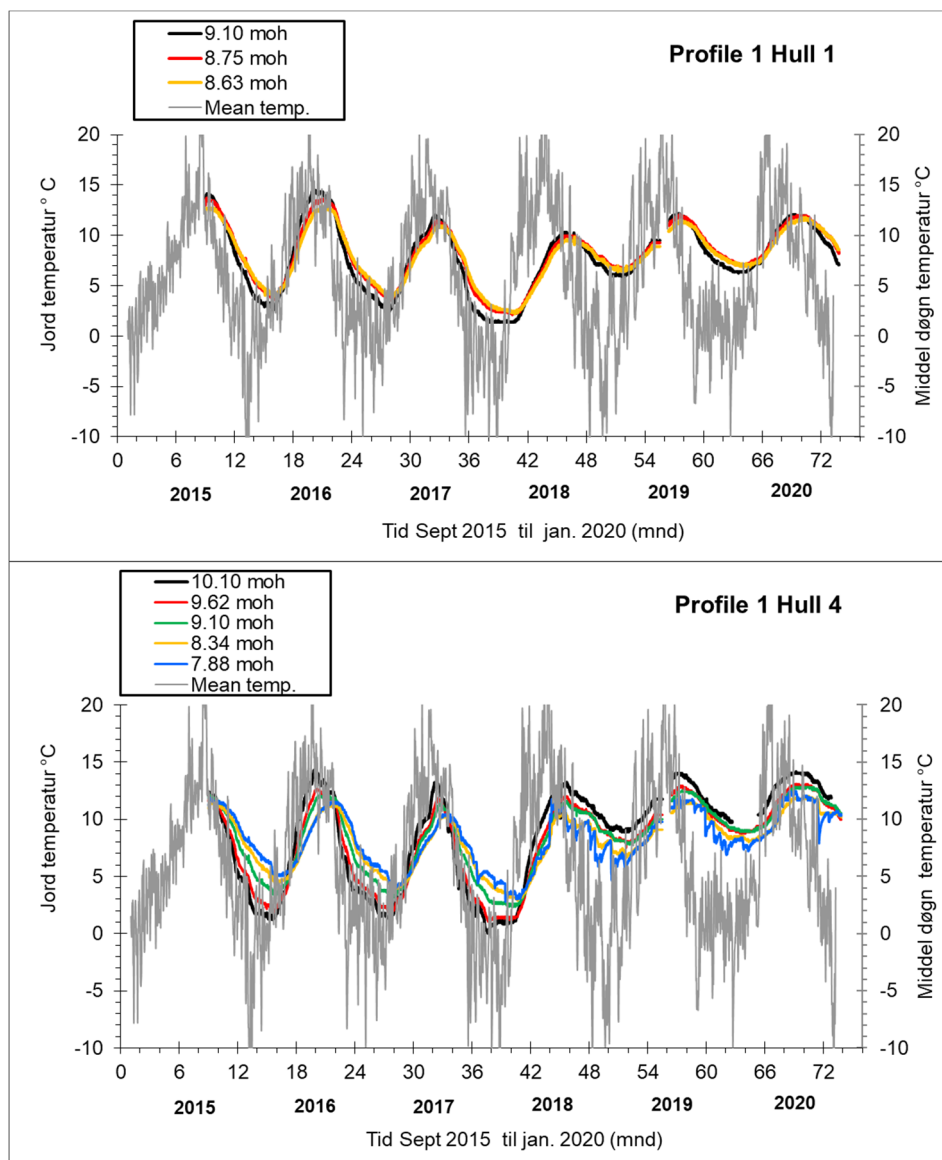 9.10 moh
8.75 moh
8.63 moh
Mean temp.
Profile 1 Hull 1
20
15
10
5
0
-5
-10
Jord temperatur ° C
20
15
10
5
0
-5
-10
Middel døgn temperatur °C
0 6 12 18 24 30 36 42 48 54 60 66 72
2015 2016 2017 2018 2019 2020
Tid Sept 2015 til jan. 2020 (mnd)
10.10 moh
9.62 moh
9.10 moh
8.34 moh
7.88 moh
Mean temp.
Profile 1 Hull 4
20
15
10
5
0
-5
-10
Jord temperatur °C
20
15
10
5
0
-5
-10
Middel døgn temperatur °C
0 6 12 18 24 30 36 42 48 54 60 66 72
2015 2016 2017 2018 2019 2020
Tid Sept 2015 til jan. 2020 (mnd)